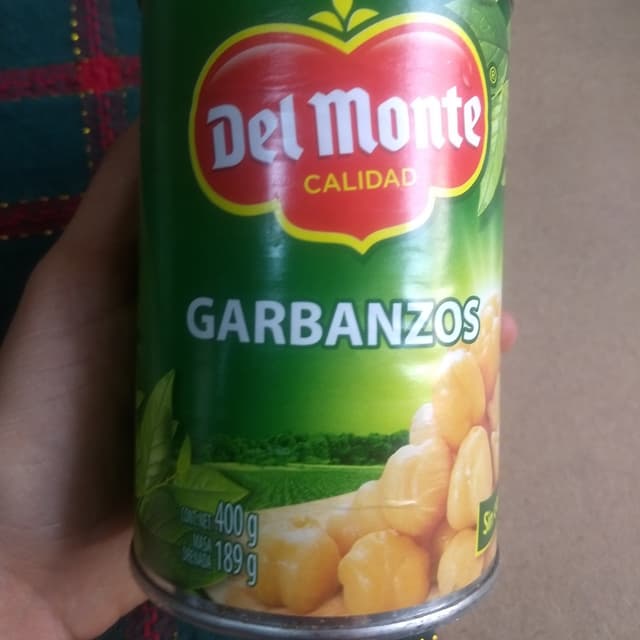 Del Monte
CALIDAD
GARBANZOS
CONT. NET 400 g
MASA
DRENADA 189 g